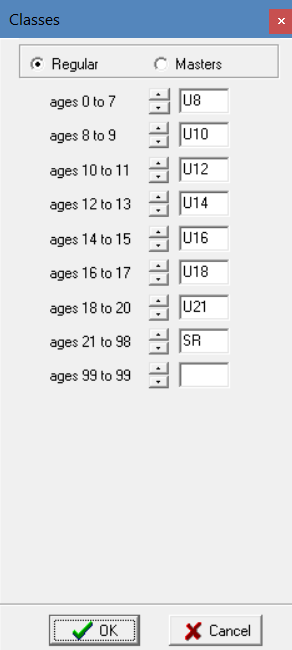 Classes
Regular Masters
ages 0 to 7 U8
ages 8 to 9 U10
ages 10 to 11 U12
ages 12 to 13 U14
ages 14 to 15 U16
ages 16 to 17 U18
ages 18 to 20 U21
ages 21 to 98 SR
ages 99 to 99
OK Cancel